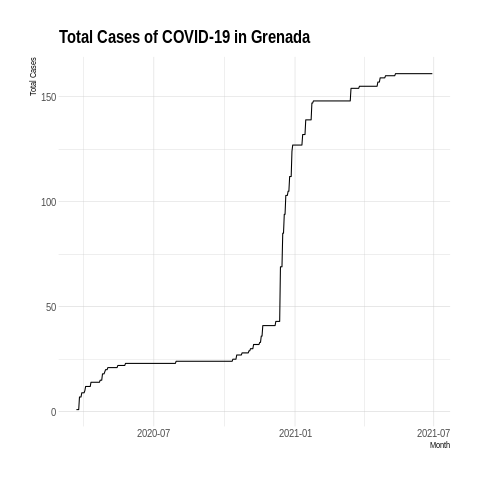 Total Cases of COVID-19 in Grenada
Total Cases
150
100
50
0
2020-07
2021-01
2021-07
Month